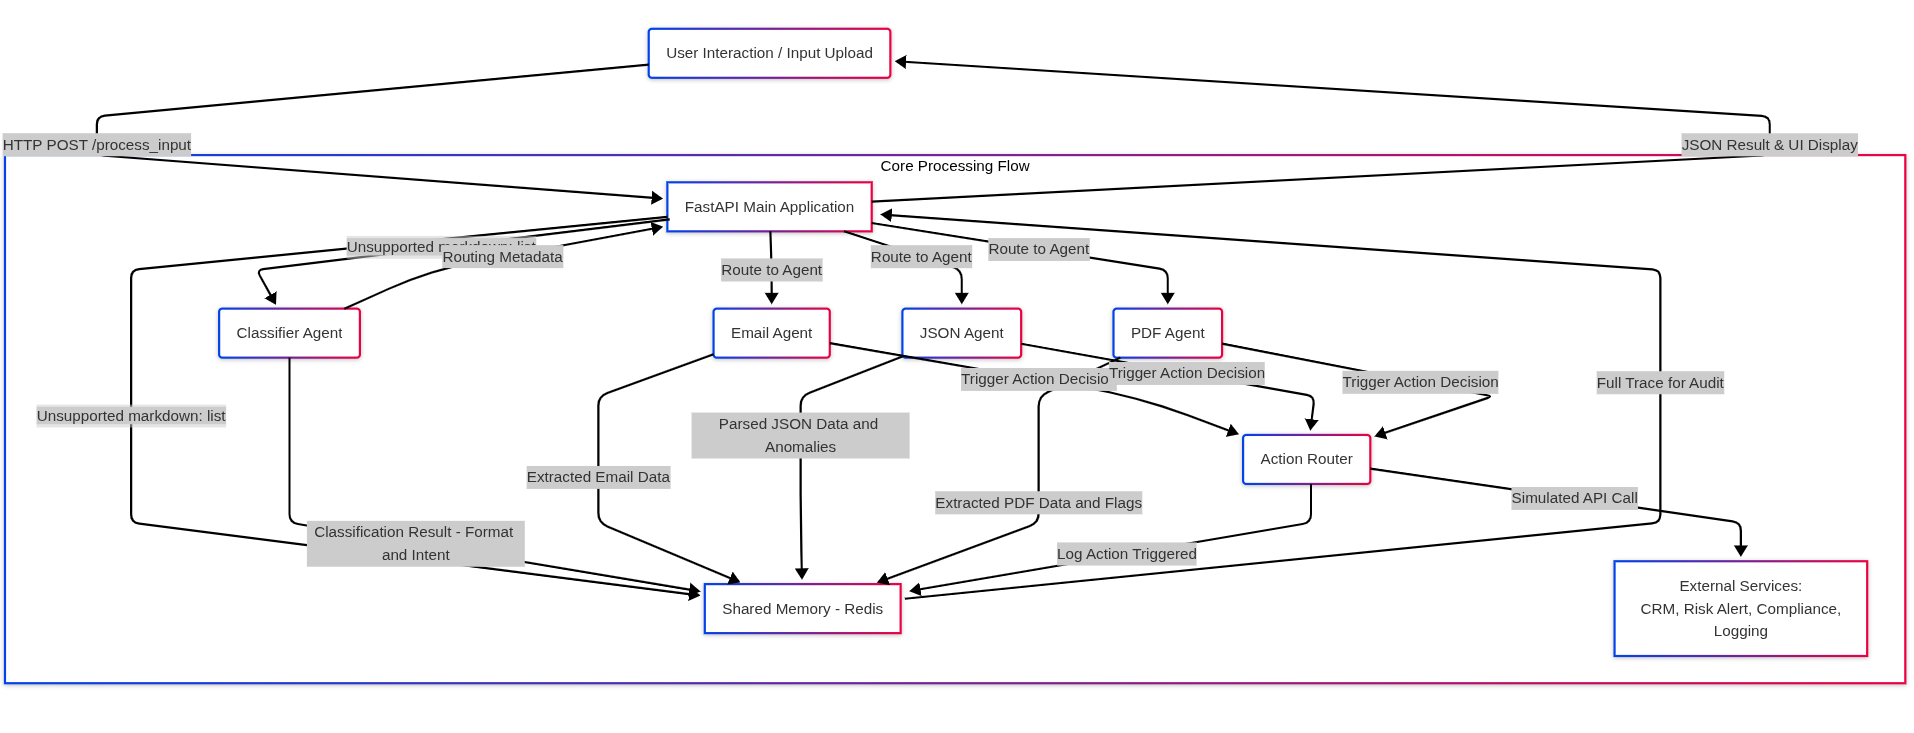 User Interaction / Input Upload
HTTP POST /process_input
JSON Result & UI Display
Core Processing Flow
FastAPI Main Application
Unsupported markdown: list
Routing Metadata
Route to Agent
Route to Agent
Route to Agent
Classifier Agent
Email Agent
JSON Agent
PDF Agent
Trigger Action Decisio
Trigger Action Decision
Trigger Action Decision
Full Trace for Audit
Unsupported markdown: list
Parsed JSON Data and
Anomalies
Action Router
Extracted Email Data
Extracted PDF Data and Flags
Simulated API Call
Classification Result - Format
and Intent
Log Action Triggered
Shared Memory - Redis
External Services:
CRM, Risk Alert, Compliance,
Logging